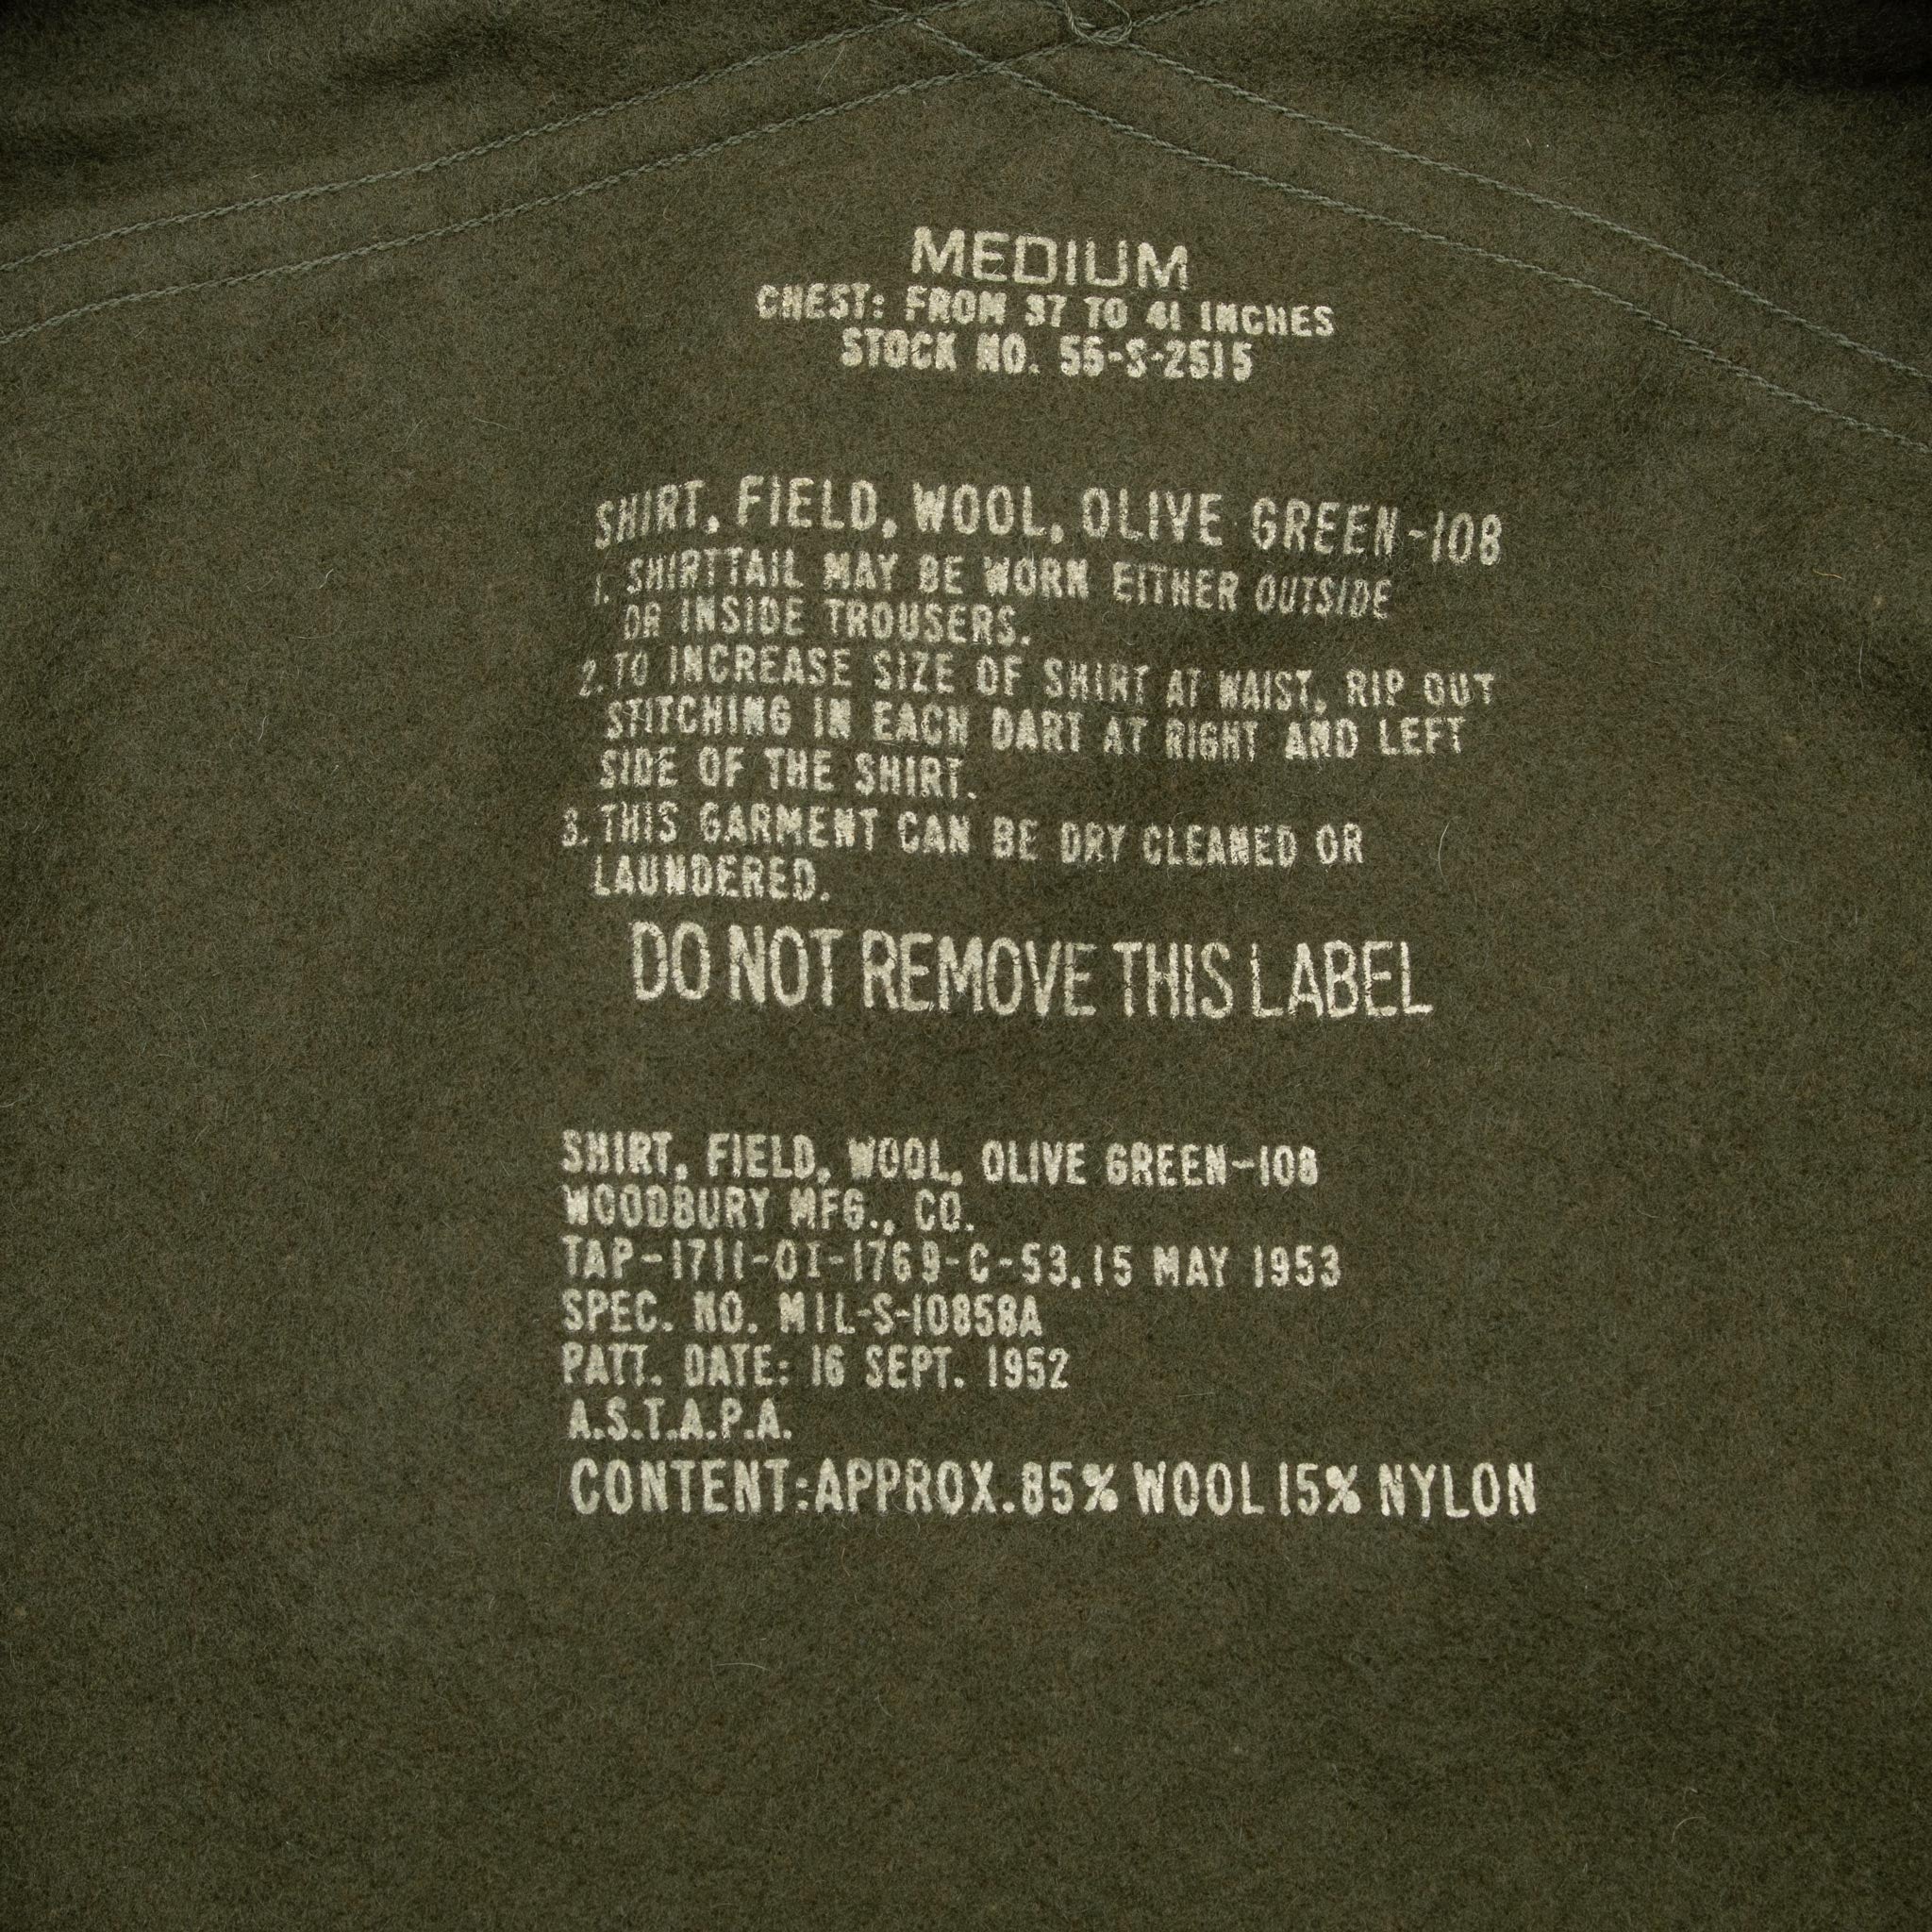 MEDIUM
CHEST: FROM 37 TO 41 INCHES
STOCK NO. 55-S-2515
SHIRT, FIELD, WOOL, OLIVE GREEN-108
1. SHIRTTAIL MAY BE WORN EITHER OUTSIDE
OR INSIDE TROUSERS.
2. TO INCREASE SIZE OF SHIRT AT WAIST, RIP OUT
STITCHING IN EACH DART AT RIGHT AND LEFT
SIDE OF THE SHIRT.
3. THIS GARMENT CAN BE DRY CLEANED OR
LAUNDERED.
DO NOT REMOVE THIS LABEL
SHIRT, FIELD, WOOL, OLIVE GREEN-108
WOODBURY MFG., CO.
TAP-1711-OI-1769-C-53, 15 MAY 1953
SPEC. NO. MIL-S-10858A
PATT. DATE: 16 SEPT. 1952
A.S.T.A.P.A.
CONTENT:APPROX.85% WOOL 15% NYLON